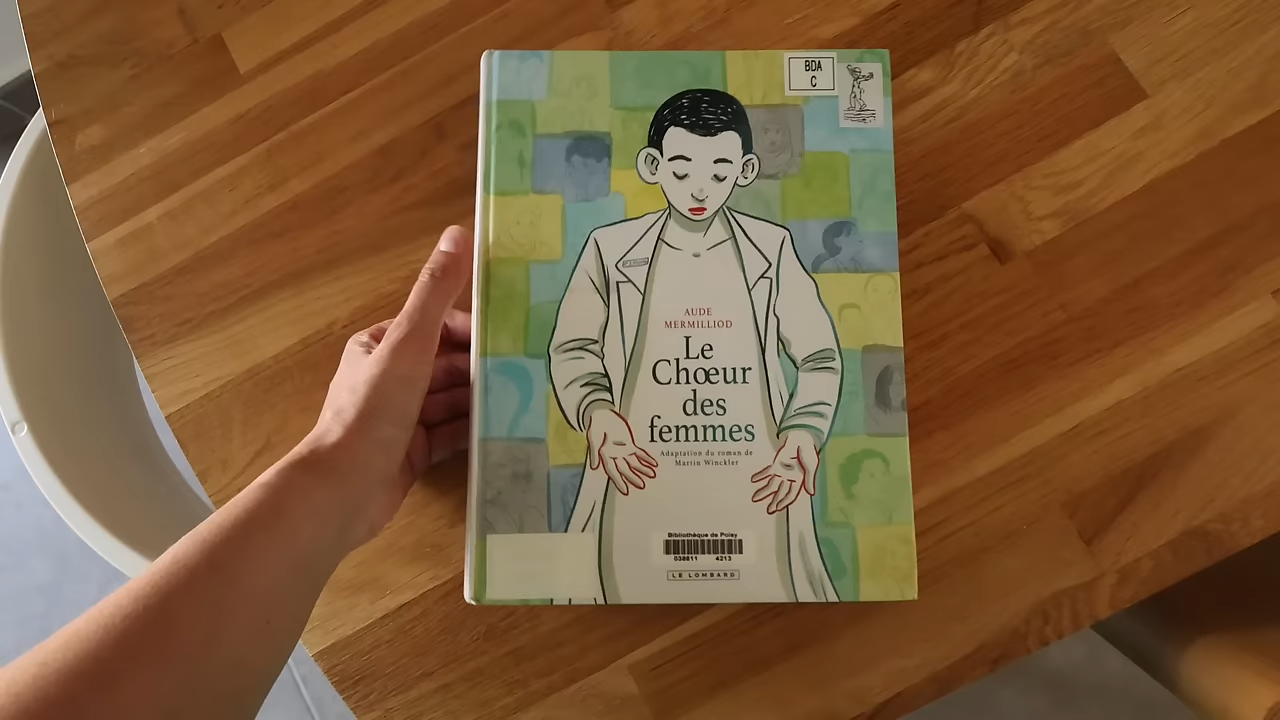 BDA
C
AUDE
MERMILLIOD
Le
Chœur
des
femmes
Adaptation du roman de
Martin Winckler
Bibliothèque de Poisy
038811 4213
LE LOMBARD